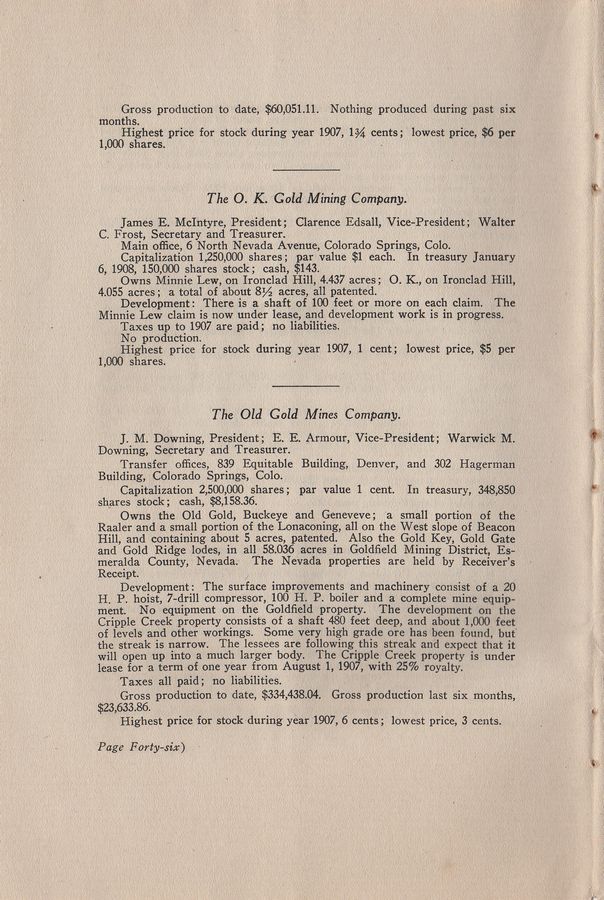 Gross production to date, $60,051.11. Nothing produced during past six
months.
Highest price for stock during year 1907, 1¾ cents; lowest price, $6 per
1,000 shares.
The O. K. Gold Mining Company.
James E. McIntyre, President; Clarence Edsall, Vice-President; Walter
C. Frost, Secretary and Treasurer.
Main office, 6 North Nevada Avenue, Colorado Springs, Colo.
Capitalization 1,250,000 shares; par value $1 each. In treasury January
6, 1908, 150,000 shares stock; cash, $143.
Owns Minnie Lew, on Ironclad Hill, 4.437 acres; O. K., on Ironclad Hill,
4.055 acres; a total of about 8½ acres, all patented.
Development: There is a shaft of 100 feet or more on each claim. The
Minnie Lew claim is now under lease, and development work is in progress.
Taxes up to 1907 are paid; no liabilities.
No production.
Highest price for stock during year 1907, 1 cent; lowest price, $5 per
1,000 shares.
The Old Gold Mines Company.
J. M. Downing, President; E. E. Armour, Vice-President; Warwick M.
Downing, Secretary and Treasurer.
Transfer offices, 839 Equitable Building, Denver, and 302 Hagerman
Building, Colorado Springs, Colo.
Capitalization 2,500,000 shares; par value 1 cent. In treasury, 348,850
shares stock; cash, $8,158.36.
Owns the Old Gold, Buckeye and Geneveve; a small portion of the
Raaler and a small portion of the Lonaconing, all on the West slope of Beacon
Hill, and containing about 5 acres, patented. Also the Gold Key, Gold Gate
and Gold Ridge lodes, in all 58.036 acres in Goldfield Mining District, Es-
meralda County, Nevada. The Nevada properties are held by Receiver's
Receipt.
Development: The surface improvements and machinery consist of a 20
H. P. hoist, 7-drill compressor, 100 H. P. boiler and a complete mine equip-
ment. No equipment on the Goldfield property. The development on the
Cripple Creek property consists of a shaft 480 feet deep, and about 1,000 feet
of levels and other workings. Some very high grade ore has been found, but
the streak is narrow. The lessees are following this streak and expect that it
will open up into a much larger body. The Cripple Creek property is under
lease for a term of one year from August 1, 1907, with 25% royalty.
Taxes all paid; no liabilities.
Gross production to date, $334,438.04. Gross production last six months,
$23,633.86.
Highest price for stock during year 1907, 6 cents; lowest price, 3 cents.
Page Forty-six)